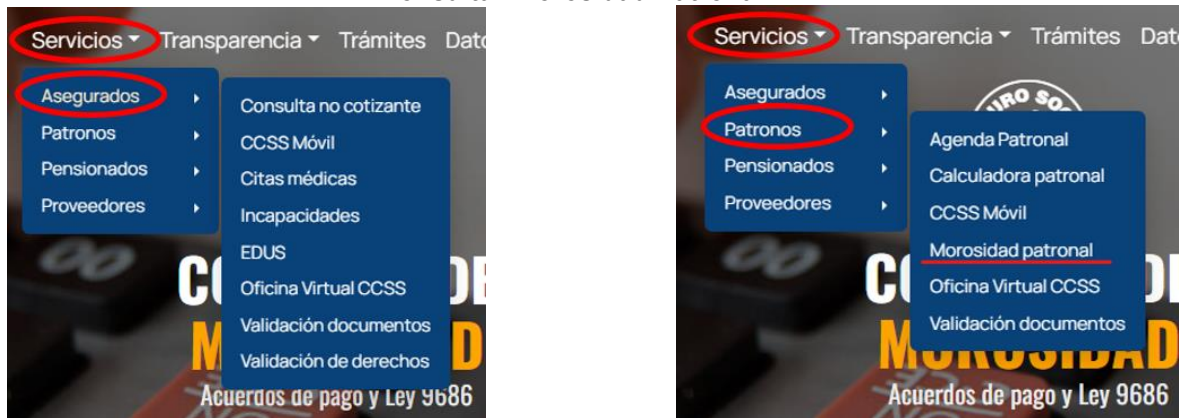 Servicios Transparencia Trámites
Asegurados
Patronos
Pensionados
Proveedores
Consulta no cotizante
CCSS Móvil
Citas médicas
Incapacidades
EDUS
Oficina Virtual CCSS
Validación documentos
Validación de derechos
Acuerdos de pago y Ley 9686
Servicios Transparencia Trámites
Asegurados
Patronos
Pensionados
Proveedores
Agenda Patronal
Calculadora patronal
CCSS Móvil
Morosidad patronal
Oficina Virtual CCSS
Validación documentos
MOROSIDAD
Acuerdos de pago y Ley 9686